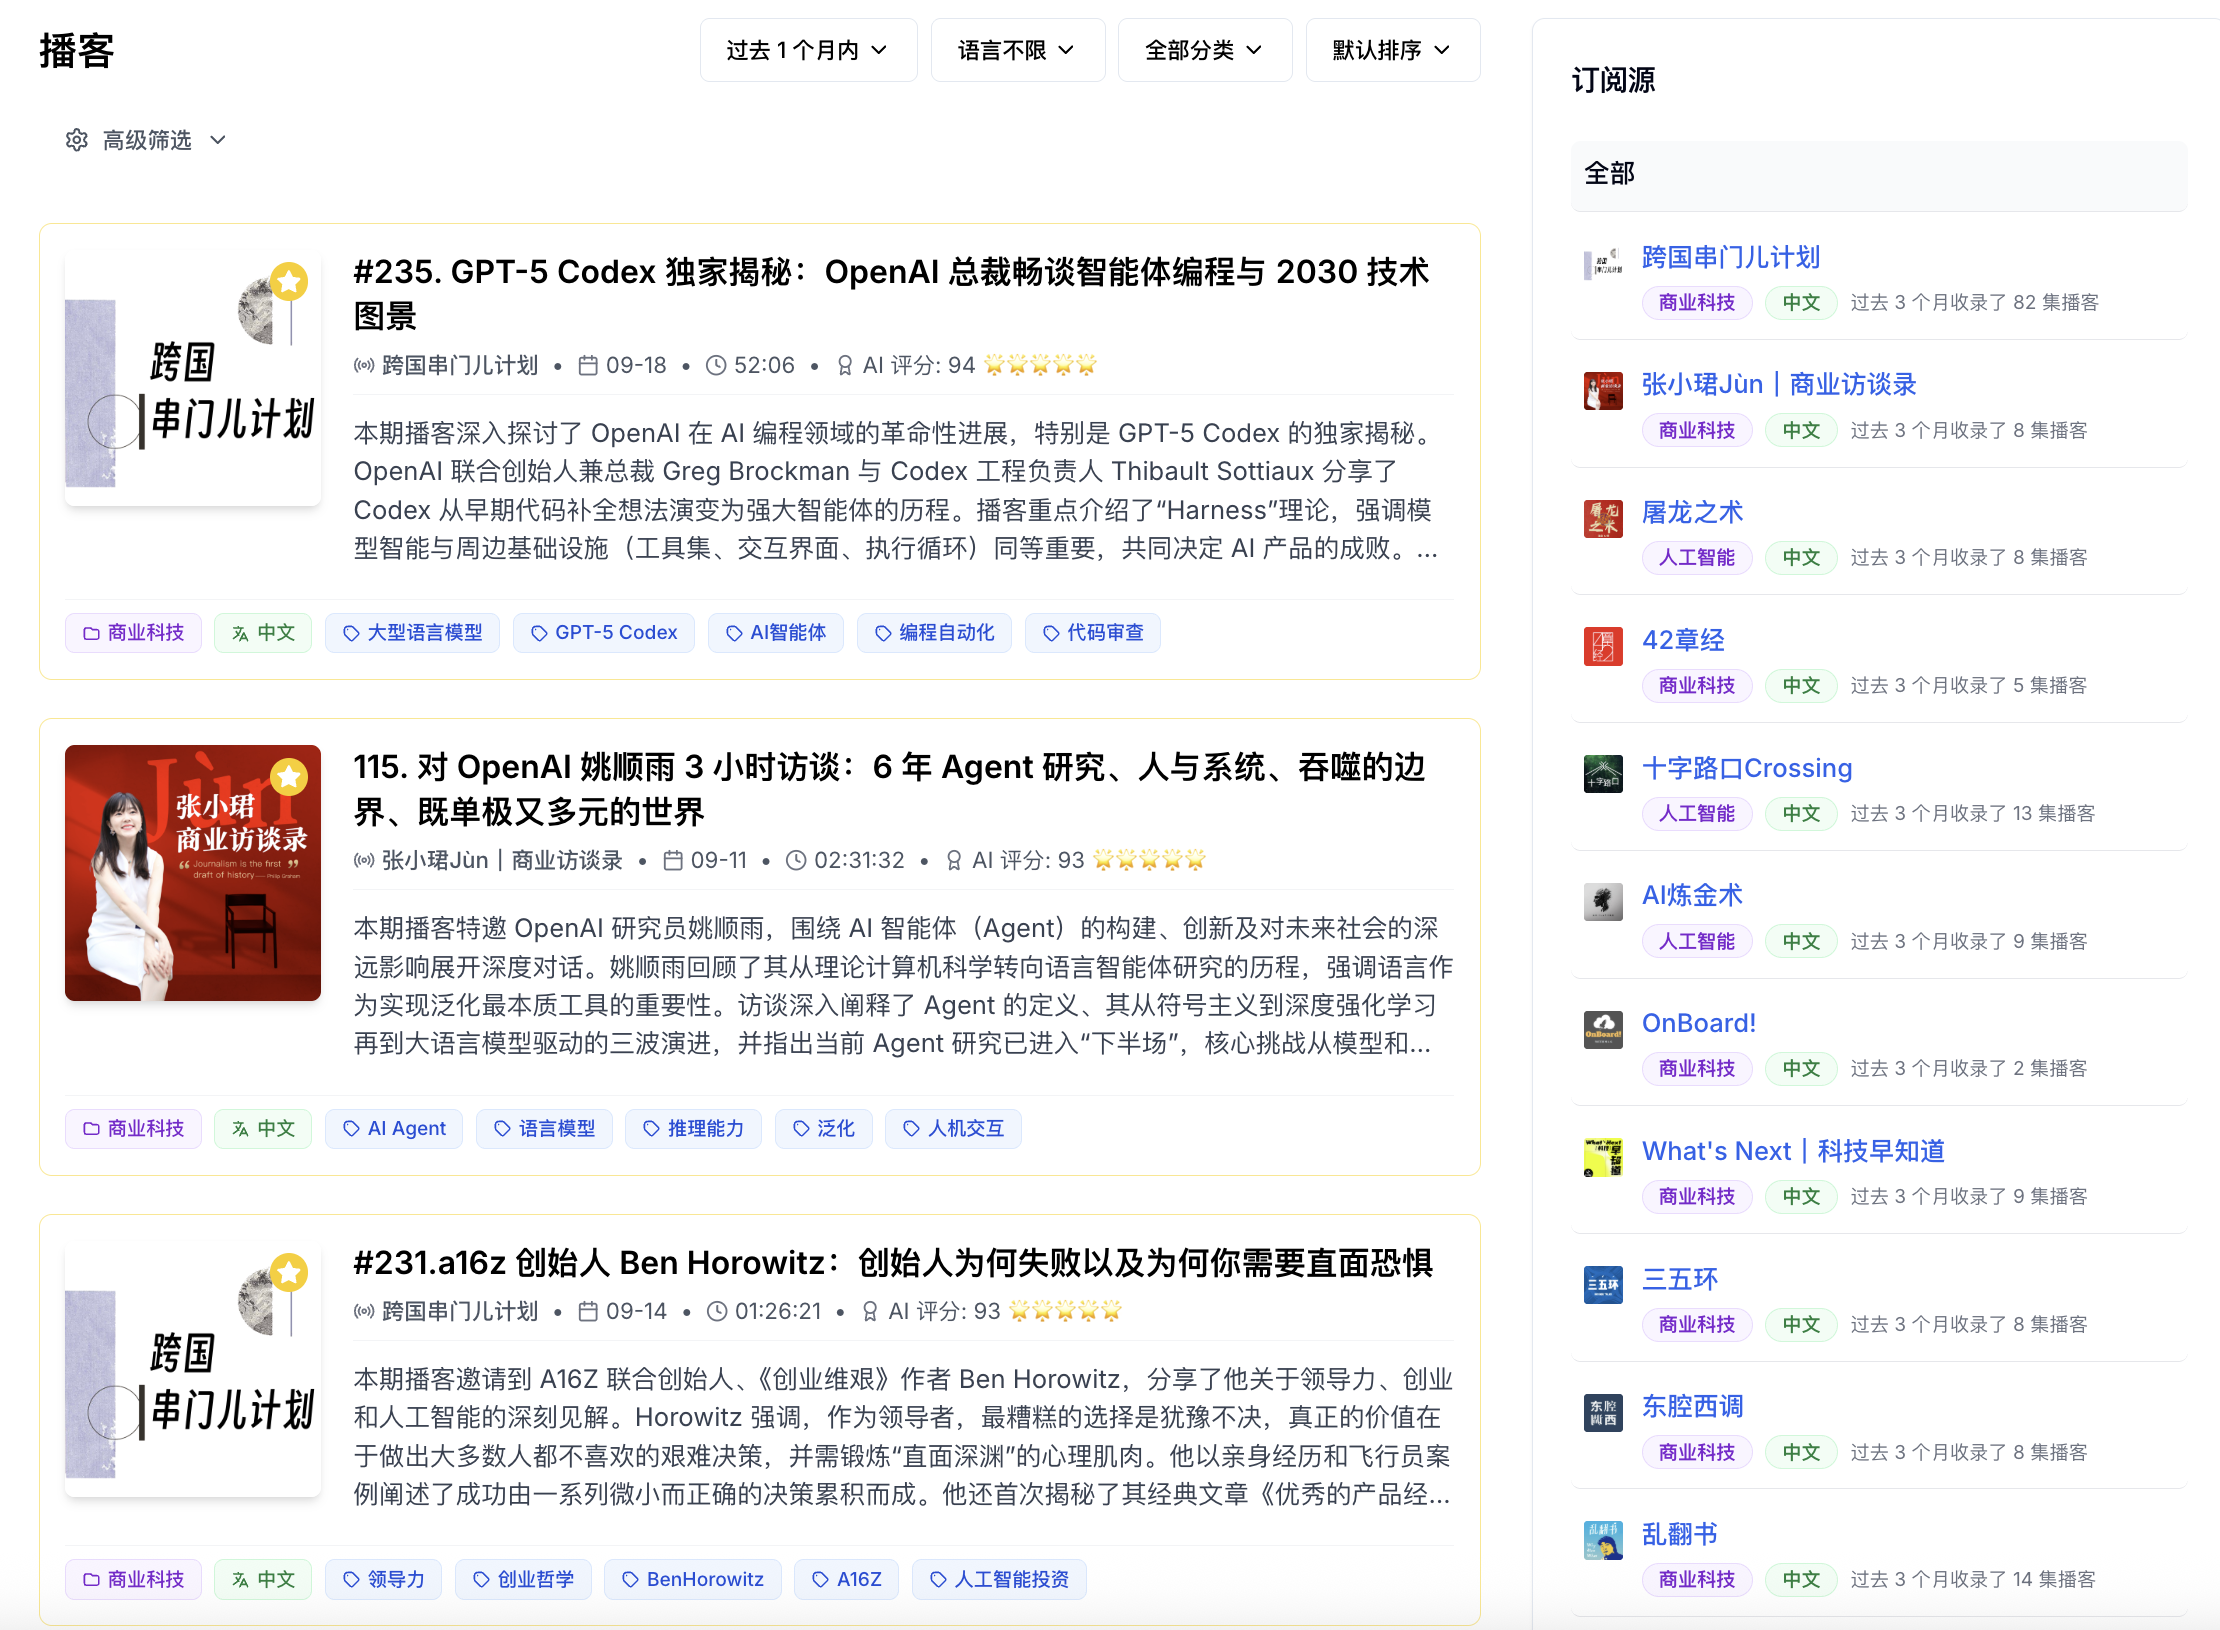 播客
过去 1 个月内
语言不限
全部分类
默认排序
高级筛选
跨国
串门儿计划
#235. GPT-5 Codex 独家揭秘：OpenAI 总裁畅谈智能体编程与 2030 技术
图景
跨国串门儿计划 • 09-18 • 52:06 • AI 评分: 94 🌟🌟🌟🌟🌟
本期播客深入探讨了 OpenAI 在 AI 编程领域的革命性进展，特别是 GPT-5 Codex 的独家揭秘。
OpenAI 联合创始人兼总裁 Greg Brockman 与 Codex 工程负责人 Thibault Sottiaux 分享了
Codex 从早期代码补全想法演变为强大智能体的历程。播客重点介绍了“Harness”理论，强调模
型智能与周边基础设施（工具集、交互界面、执行循环）同等重要，共同决定 AI 产品的成败。...
商业科技
中文
大型语言模型
GPT-5 Codex
AI智能体
编程自动化
代码审查
Jùn
张小珺
商业访谈录
“ Journalism is the first ”
draft of history —— Philip Graham
115. 对 OpenAI 姚顺雨 3 小时访谈：6 年 Agent 研究、人与系统、吞噬的边
界、既单极又多元的世界
张小珺Jùn｜商业访谈录 • 09-11 • 02:31:32 • AI 评分: 93 🌟🌟🌟🌟🌟
本期播客特邀 OpenAI 研究员姚顺雨，围绕 AI 智能体（Agent）的构建、创新及对未来社会的深
远影响展开深度对话。姚顺雨回顾了其从理论计算机科学转向语言智能体研究的历程，强调语言作
为实现泛化最本质工具的重要性。访谈深入阐释了 Agent 的定义、其从符号主义到深度强化学习
再到大语言模型驱动的三波演进，并指出当前 Agent 研究已进入“下半场”，核心挑战从模型和...
商业科技
中文
AI Agent
语言模型
推理能力
泛化
人机交互
跨国
串门儿计划
#231.a16z 创始人 Ben Horowitz：创始人为何失败以及为何你需要直面恐惧
跨国串门儿计划 • 09-14 • 01:26:21 • AI 评分: 93 🌟🌟🌟🌟🌟
本期播客邀请到 A16Z 联合创始人、《创业维艰》作者 Ben Horowitz，分享了他关于领导力、创业
和人工智能的深刻见解。Horowitz 强调，作为领导者，最糟糕的选择是犹豫不决，真正的价值在
于做出大多数人都不喜欢的艰难决策，并需锻炼“直面深渊”的心理肌肉。他以亲身经历和飞行员案
例阐述了成功由一系列微小而正确的决策累积而成。他还首次揭秘了其经典文章《优秀的产品经...
商业科技
中文
领导力
创业哲学
BenHorowitz
A16Z
人工智能投资
订阅源
全部
跨国串门儿计划
商业科技 中文 过去 3 个月收录了 82 集播客
张小珺Jùn｜商业访谈录
商业科技 中文 过去 3 个月收录了 8 集播客
屠龙
之术
屠龙之术
人工智能 中文 过去 3 个月收录了 8 集播客
42章经
商业科技 中文 过去 3 个月收录了 5 集播客
十字路口
十字路口Crossing
人工智能 中文 过去 3 个月收录了 13 集播客
AI炼金术
人工智能 中文 过去 3 个月收录了 9 集播客
OnBoard!
OnBoard!
商业科技 中文 过去 3 个月收录了 2 集播客
What's Next
What's Next｜科技早知道
商业科技 中文 过去 3 个月收录了 9 集播客
三五环
三五环
商业科技 中文 过去 3 个月收录了 8 集播客
东腔西调
商业科技 中文 过去 3 个月收录了 8 集播客
乱翻书
乱翻书
商业科技 中文 过去 3 个月收录了 14 集播客